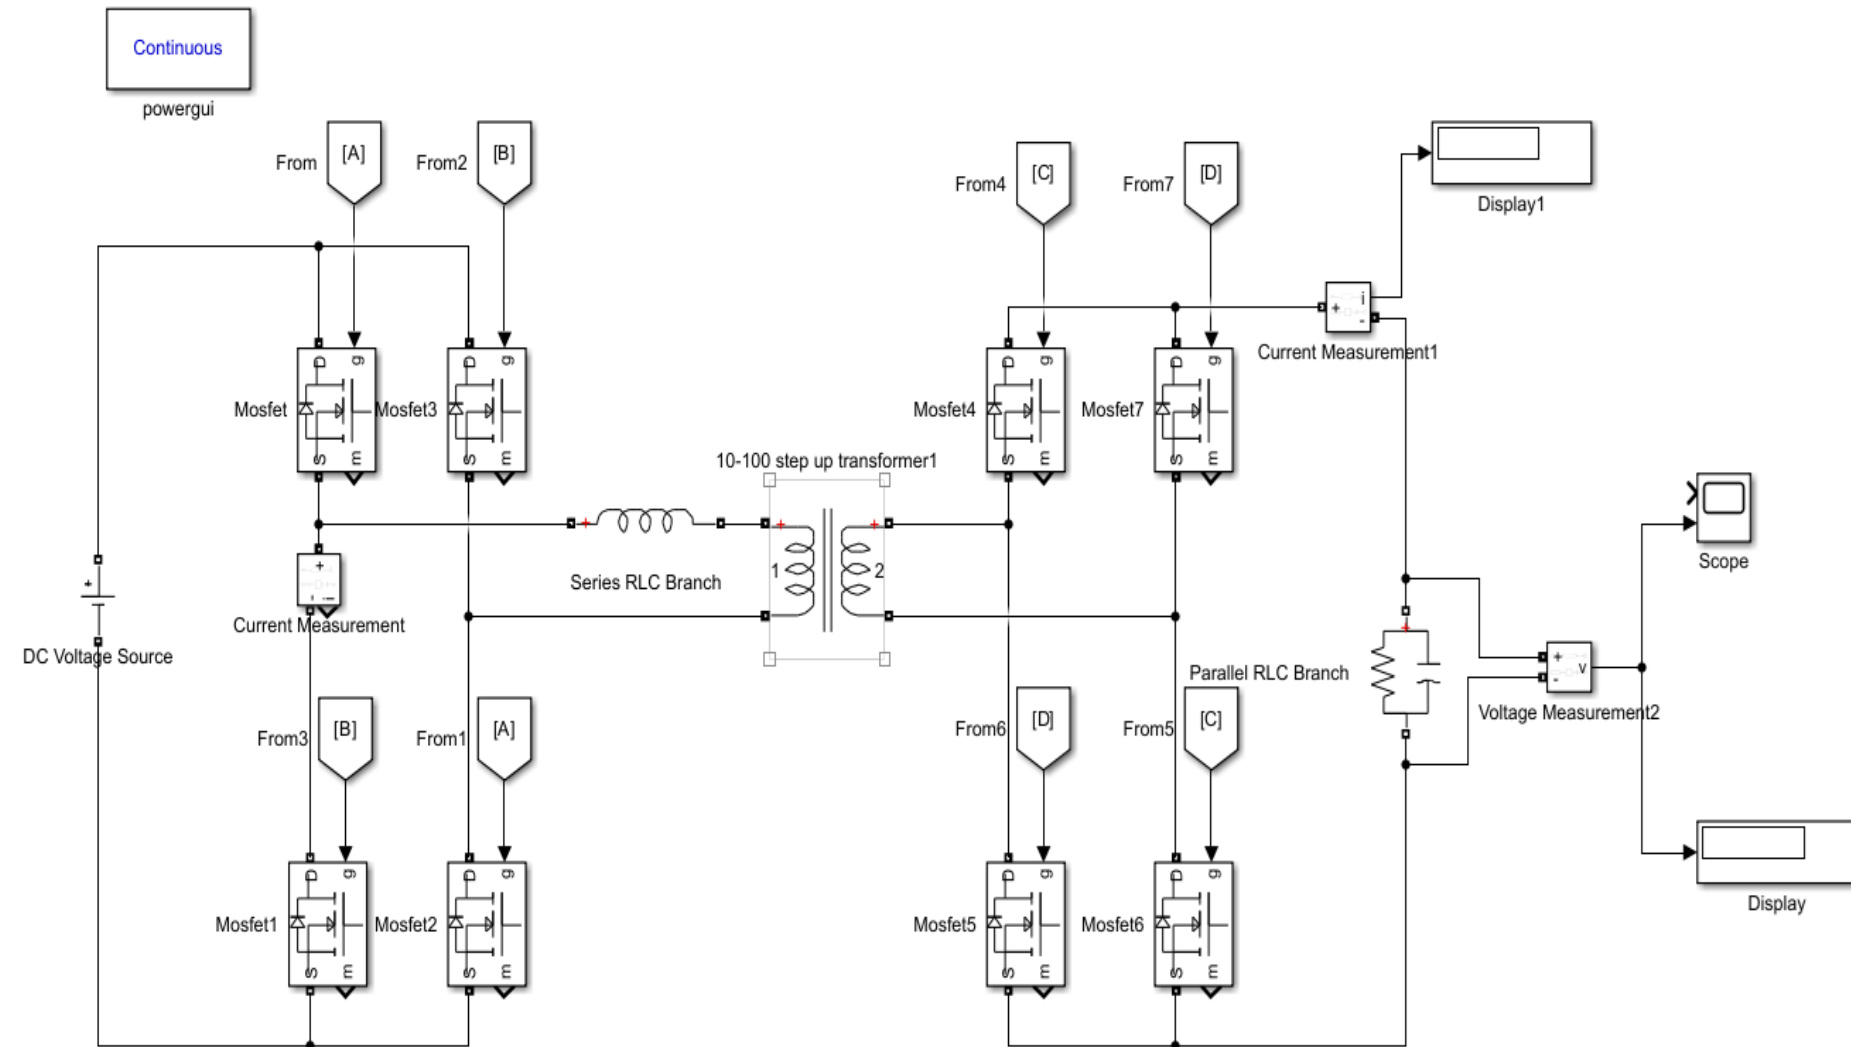 Continuous
powergui
From
[A]
From2
[B]
From4
[C]
From7
[D]
Display1
i
+
-
Current Measurement1
D
g
Mosfet
S
m
D
g
Mosfet3
S
m
D
g
Mosfet4
S
m
D
g
Mosfet7
S
m
10-100 step up transformer1
+
+
+
1
2
Series RLC Branch
+
DC Voltage Source
+
-
Current Measurement
Scope
+
Parallel RLC Branch
+
v
-
Voltage Measurement2
From3
[B]
From1
[A]
From6
[D]
From5
[C]
D
g
Mosfet1
S
m
D
g
Mosfet2
S
m
D
g
Mosfet5
S
m
D
g
Mosfet6
S
m
Display